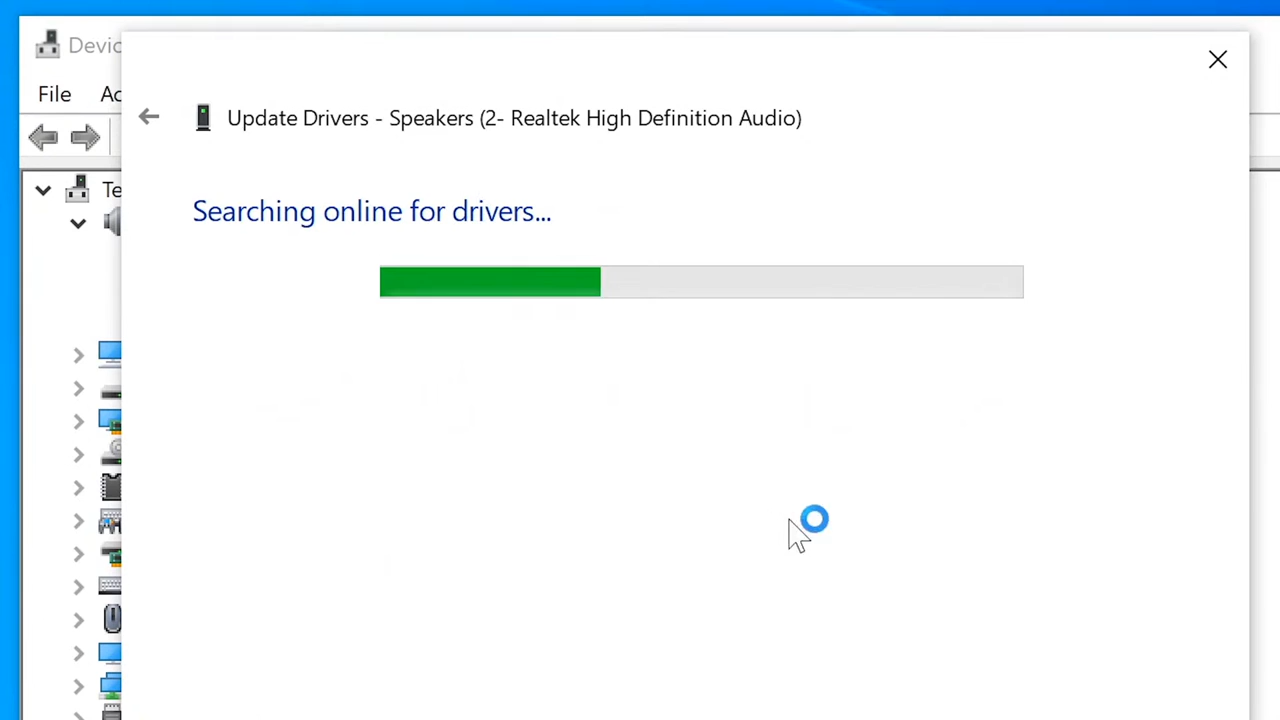 Devic
File Ac
Update Drivers - Speakers (2- Realtek High Definition Audio)
Te
Searching online for drivers...